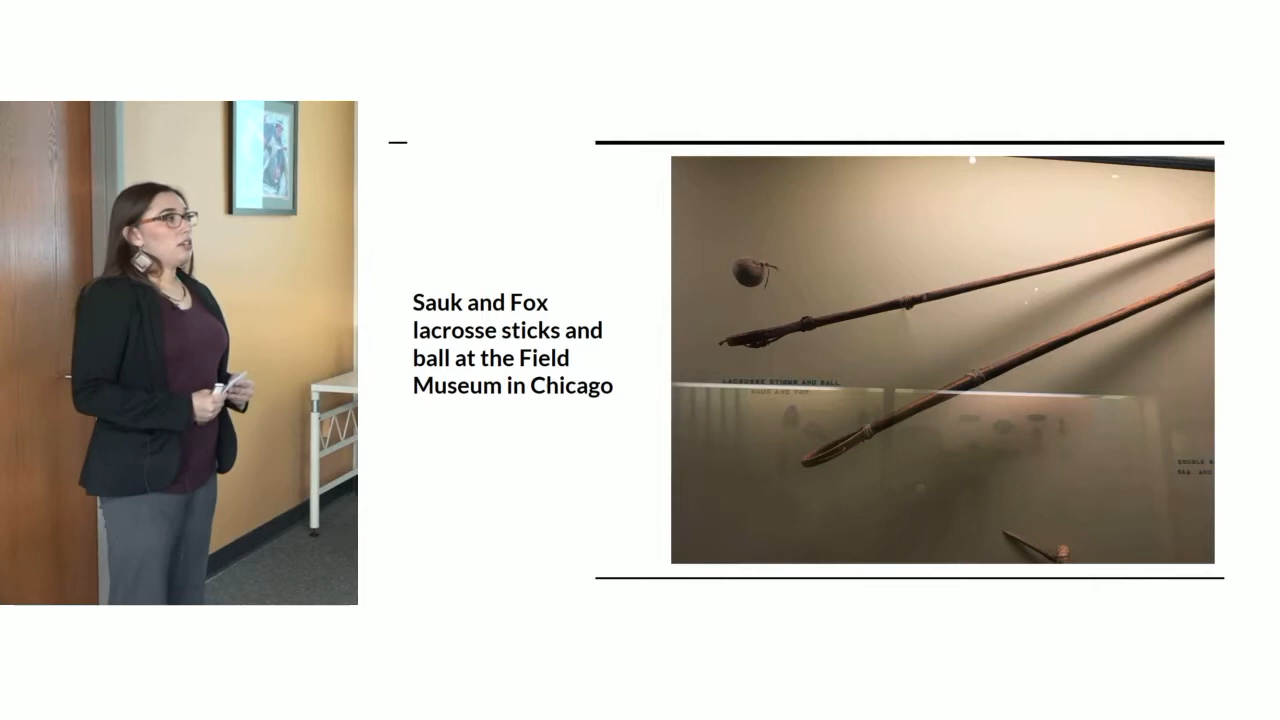 Sauk and Fox
lacrosse sticks and
ball at the Field
Museum in Chicago
LACROSSE STICKS AND BALL
SAUK AND FOX